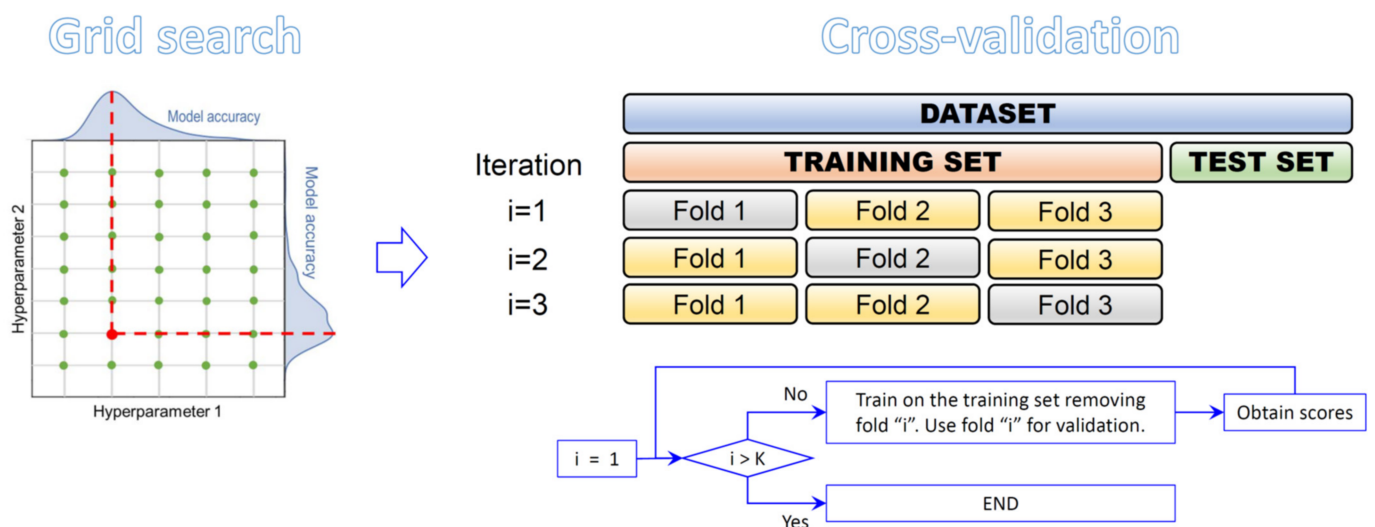 Grid search
Cross-validation
Model accuracy
Model accuracy
Hyperparameter 2
Hyperparameter 1
DATASET
Iteration
TRAINING SET
TEST SET
i=1
Fold 1
Fold 2
Fold 3
i=2
Fold 1
Fold 2
Fold 3
i=3
Fold 1
Fold 2
Fold 3
i = 1
i > K
No
Train on the training set removing
fold “i”. Use fold “i” for validation.
Obtain scores
Yes
END